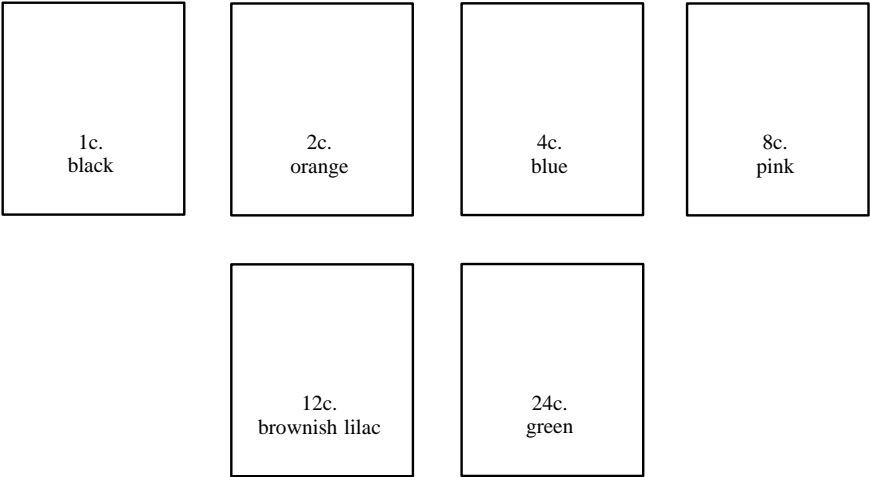 1c.
black
2c.
orange
4c.
blue
8c.
pink
12c.
brownish lilac
24c.
green